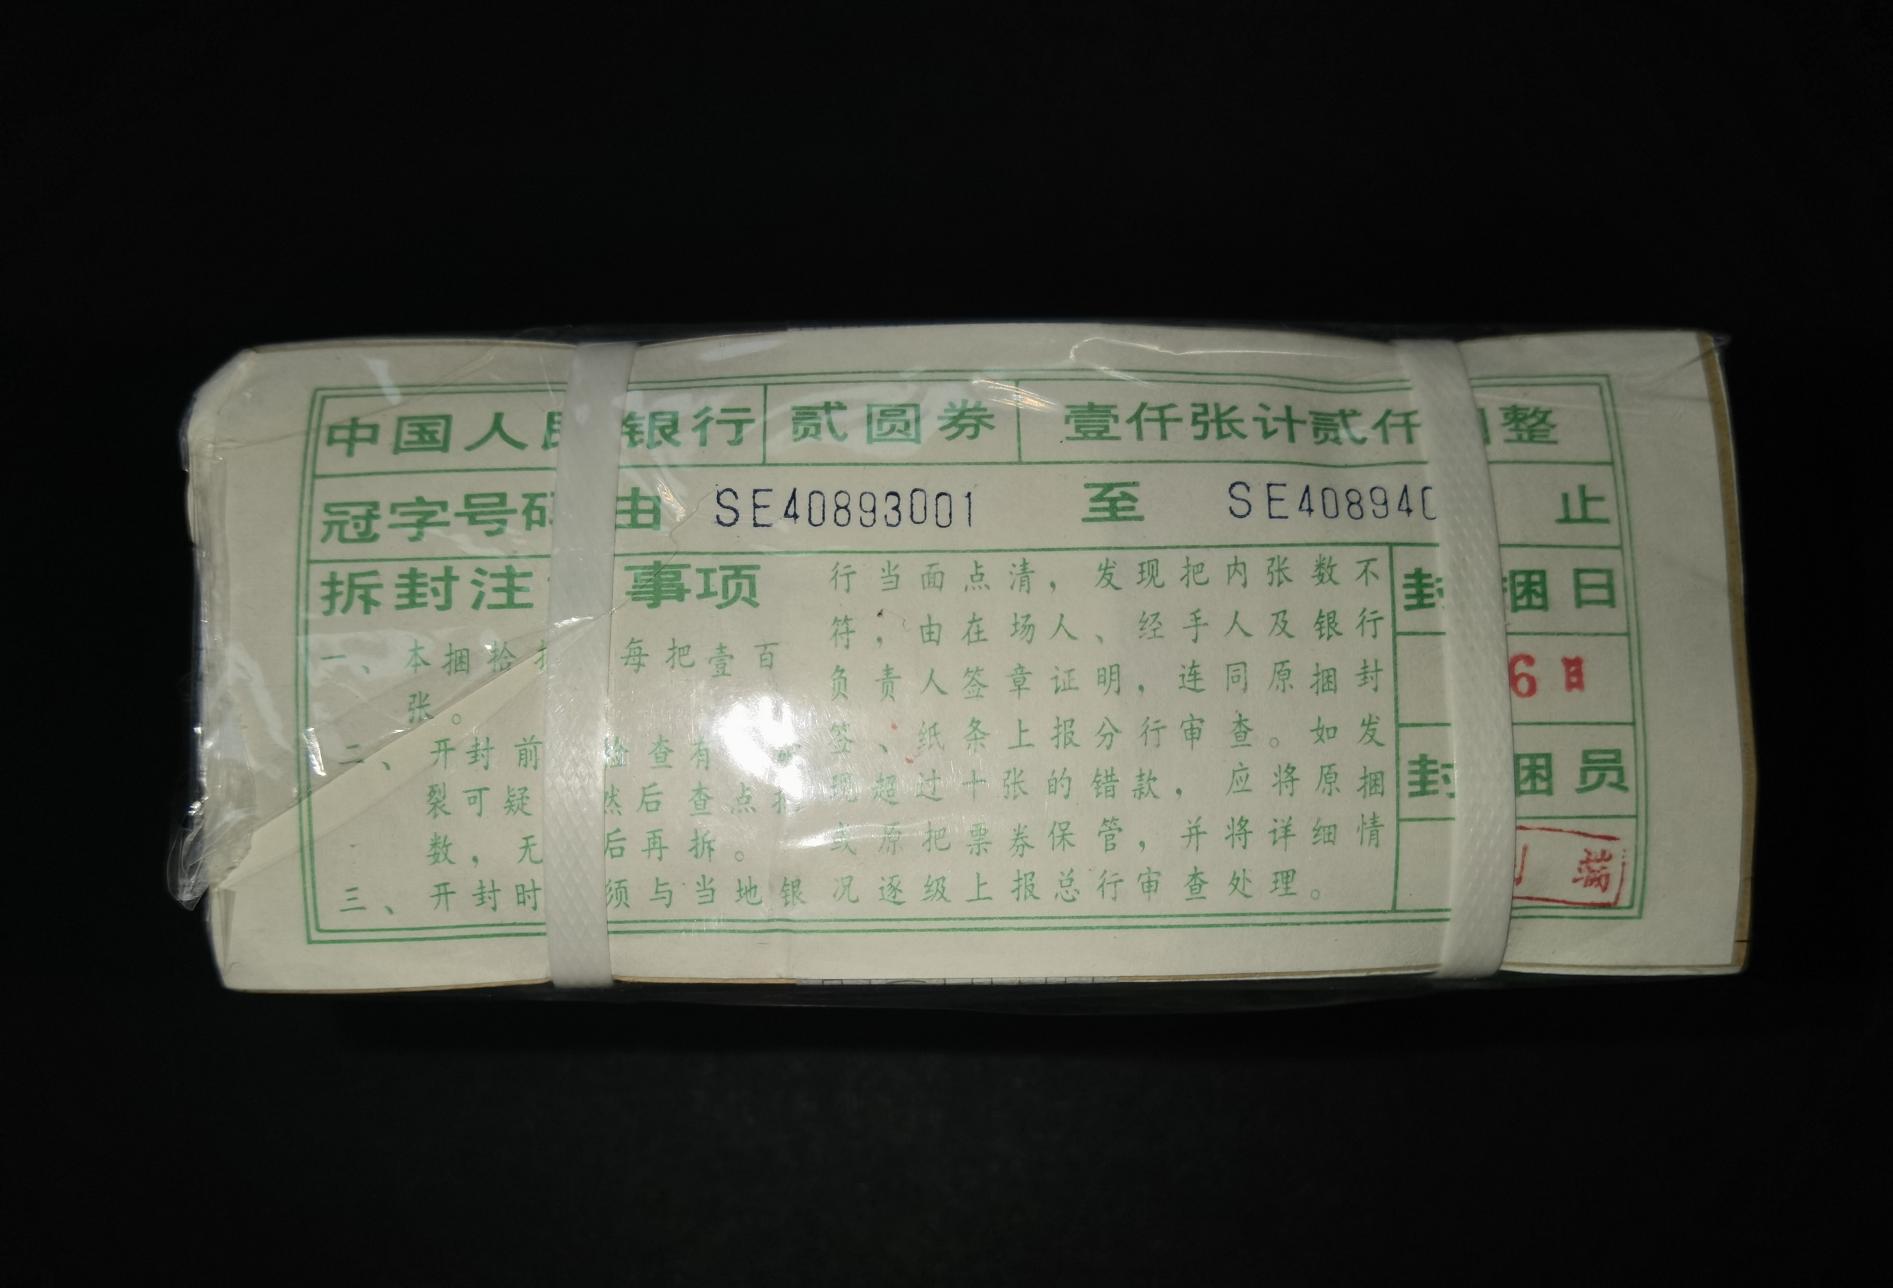 中国人民银行 贰圆券 壹仟张计贰仟 整
冠字号码由 SE40893001 至 SE408940 止
拆封注 事项
一、本捆拾把 每把壹百
张。
二、开封前 检查有
裂可疑 然后查点把
数，无 后再拆。
三、开封时 须与当地银
行当面点清，发现把内张数不
符，由在场人、经手人及银行
负责人签章证明，连同原捆封
签、纸条上报分行审查。如发
现超过十张的错款，应将原捆
或原把票券保管，并将详细情
况逐级上报总行审查处理。
封捆日
6日
封捆员